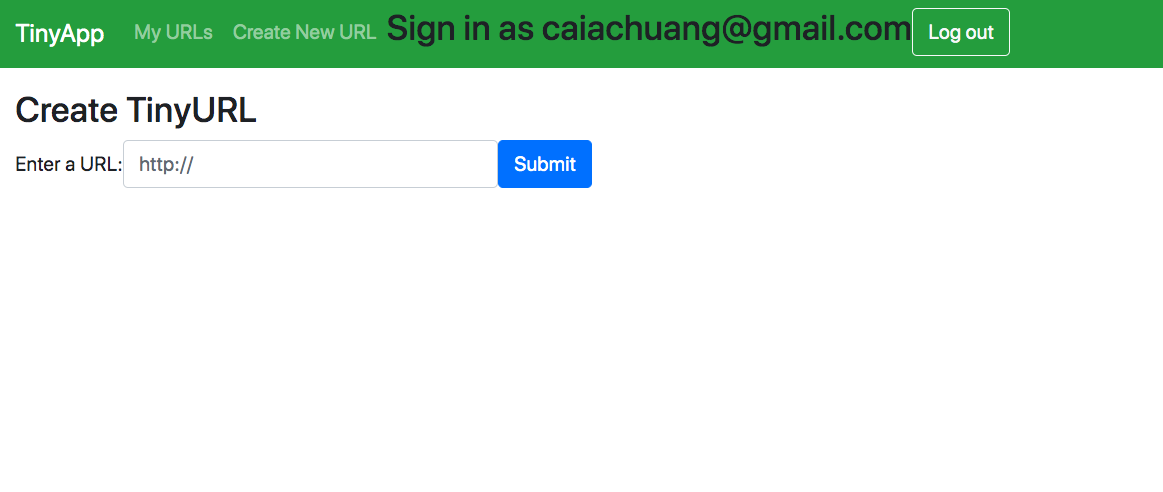 TinyApp My URLs Create New URL Sign in as caiachuang@gmail.com Log out
Create TinyURL
Enter a URL: http:// Submit